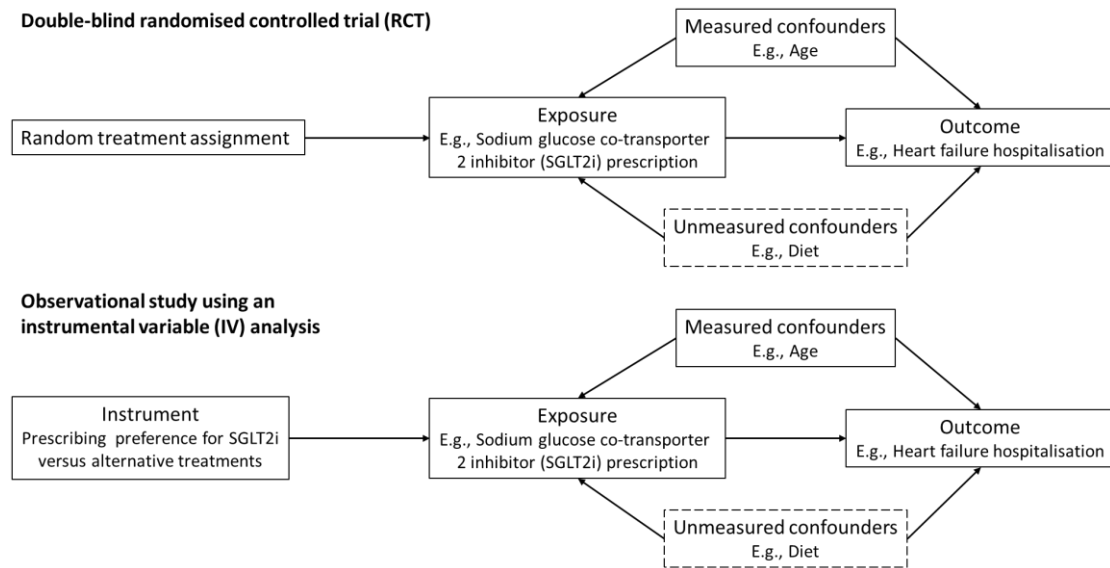 Double-blind randomised controlled trial (RCT)
Measured confounders
E.g., Age
Random treatment assignment
Exposure
E.g., Sodium glucose co-transporter
2 inhibitor (SGLT2i) prescription
Outcome
E.g., Heart failure hospitalisation
Unmeasured confounders
E.g., Diet
Observational study using an
instrumental variable (IV) analysis
Measured confounders
E.g., Age
Instrument
Prescribing preference for SGLT2i
versus alternative treatments
Exposure
E.g., Sodium glucose co-transporter
2 inhibitor (SGLT2i) prescription
Outcome
E.g., Heart failure hospitalisation
Unmeasured confounders
E.g., Diet